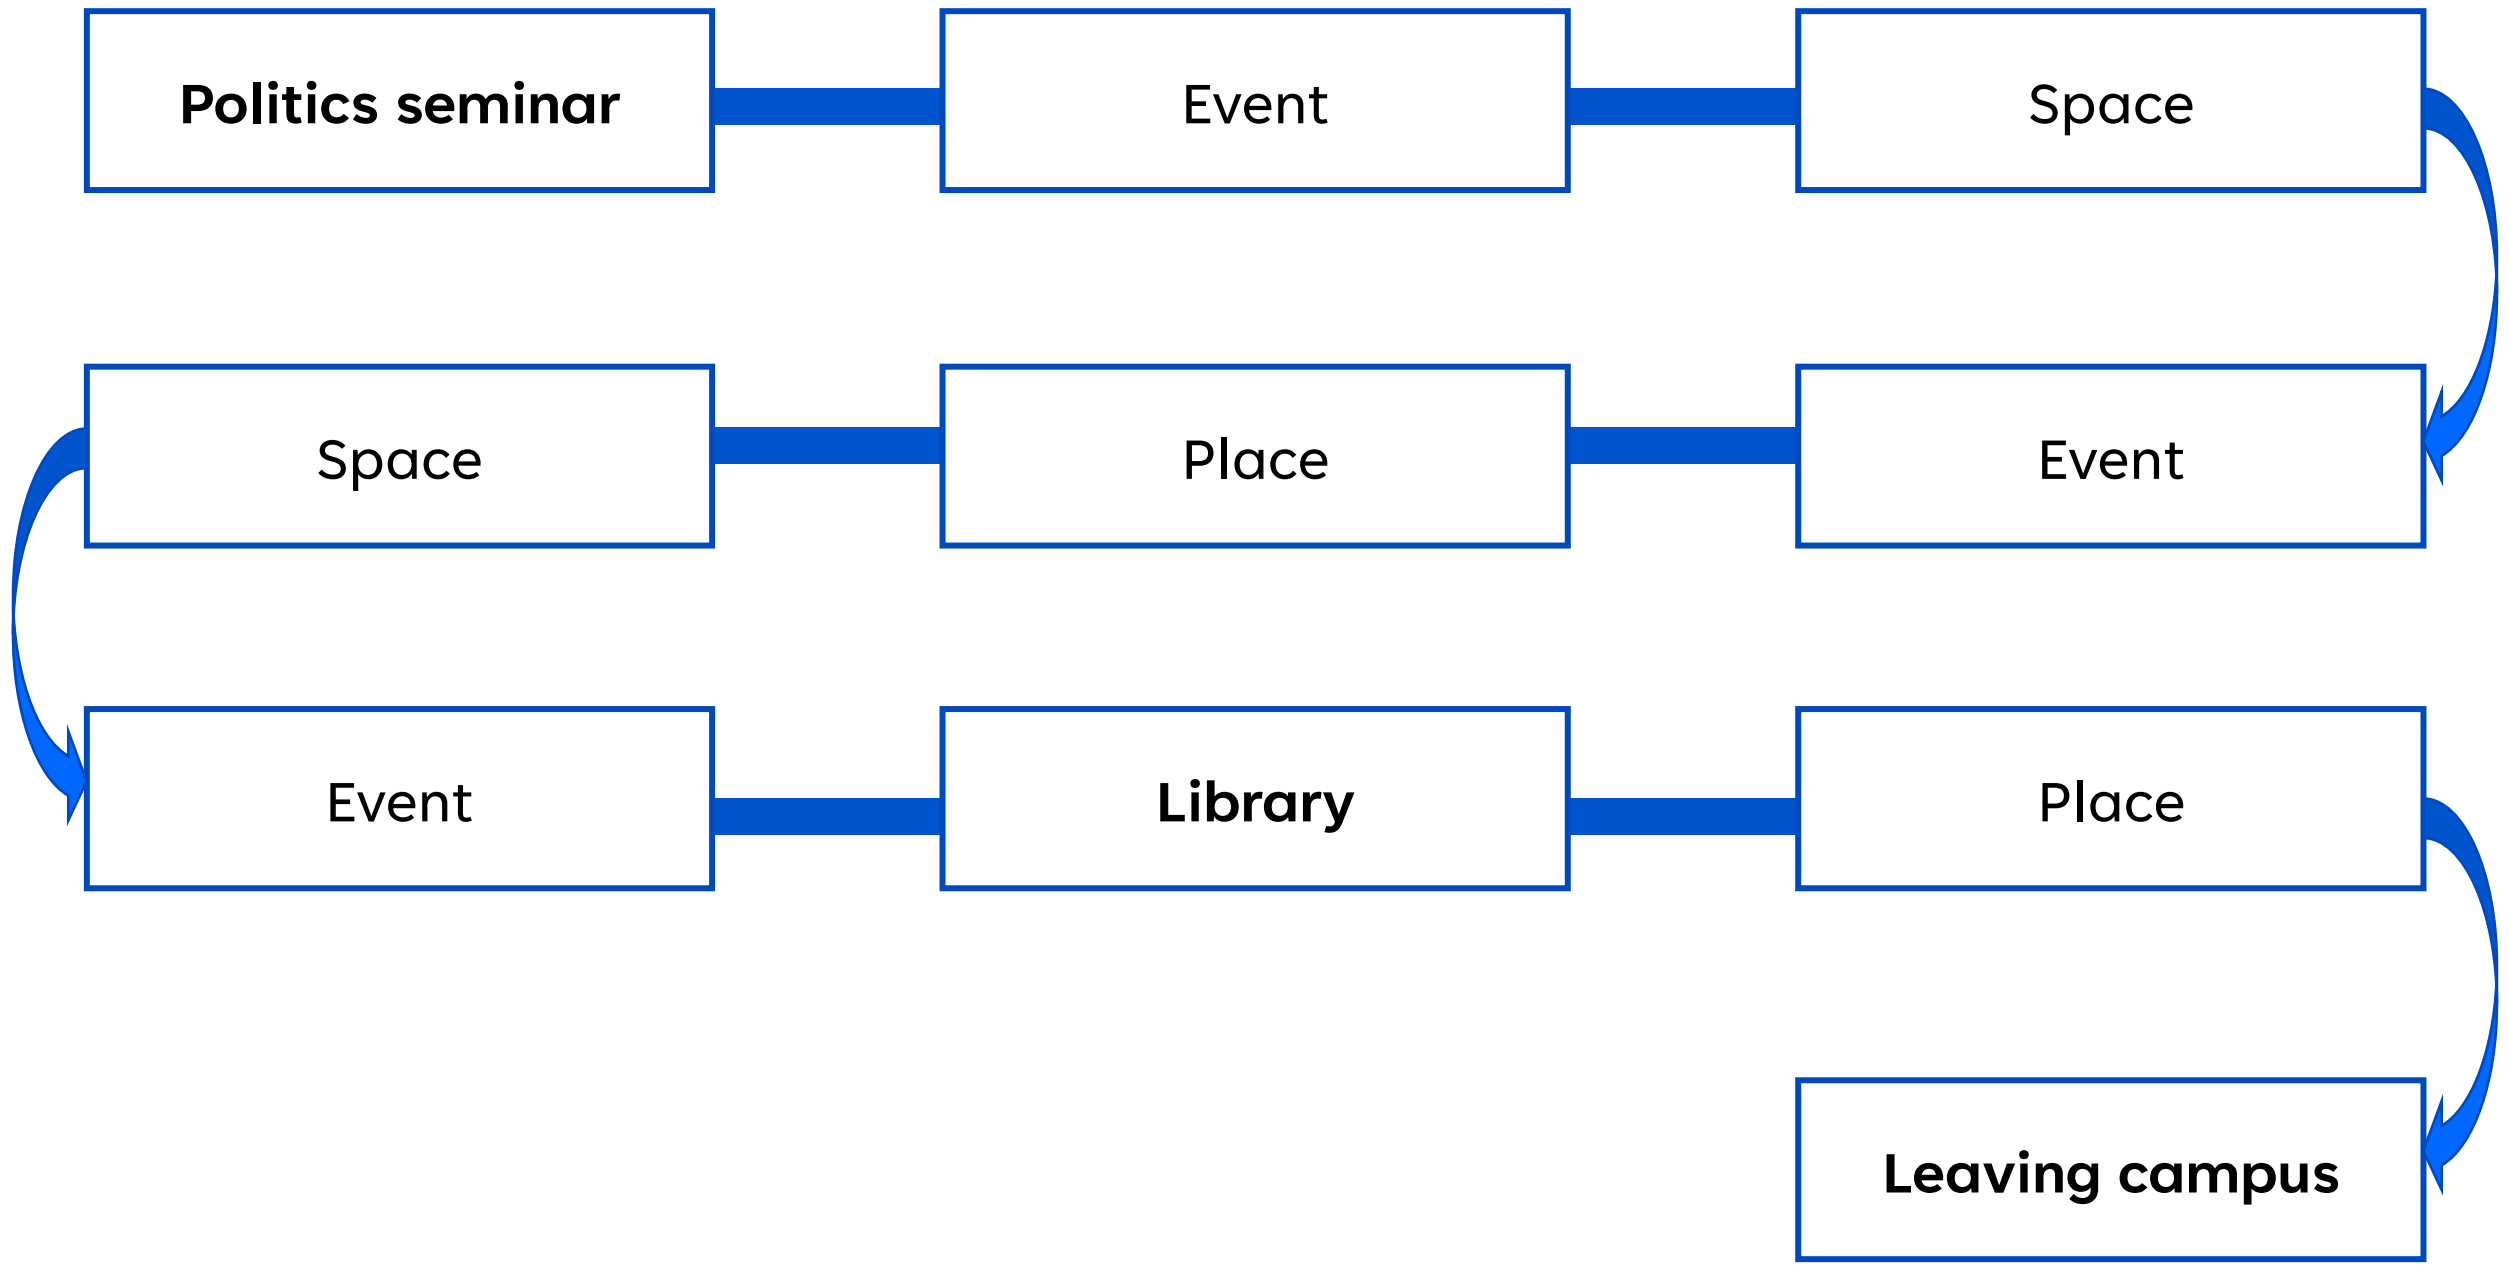 Politics seminar
Event
Space
Event
Place
Space
Event
Library
Place
Leaving campus